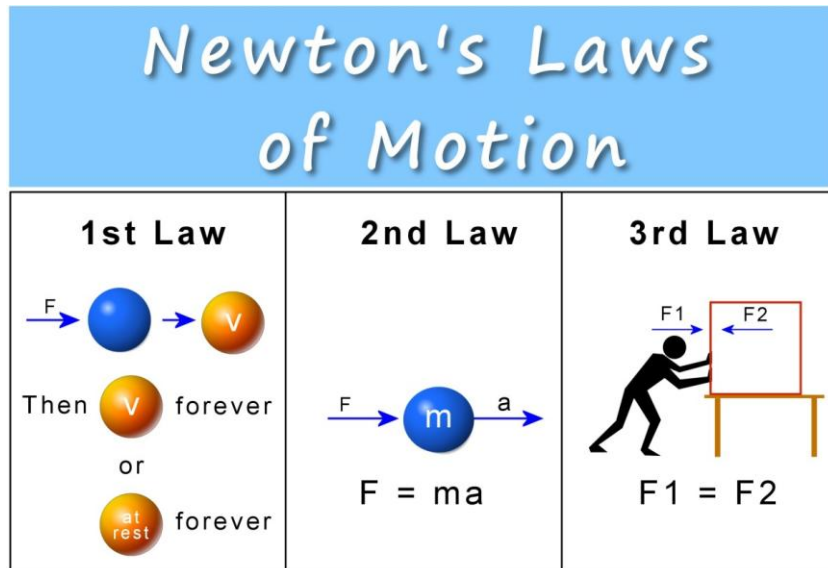 Newton's Laws
of Motion
1st Law
F
v
Then v forever
or
at
rest forever
2nd Law
F
m
a
F = ma
3rd Law
F1 F2
F1 = F2